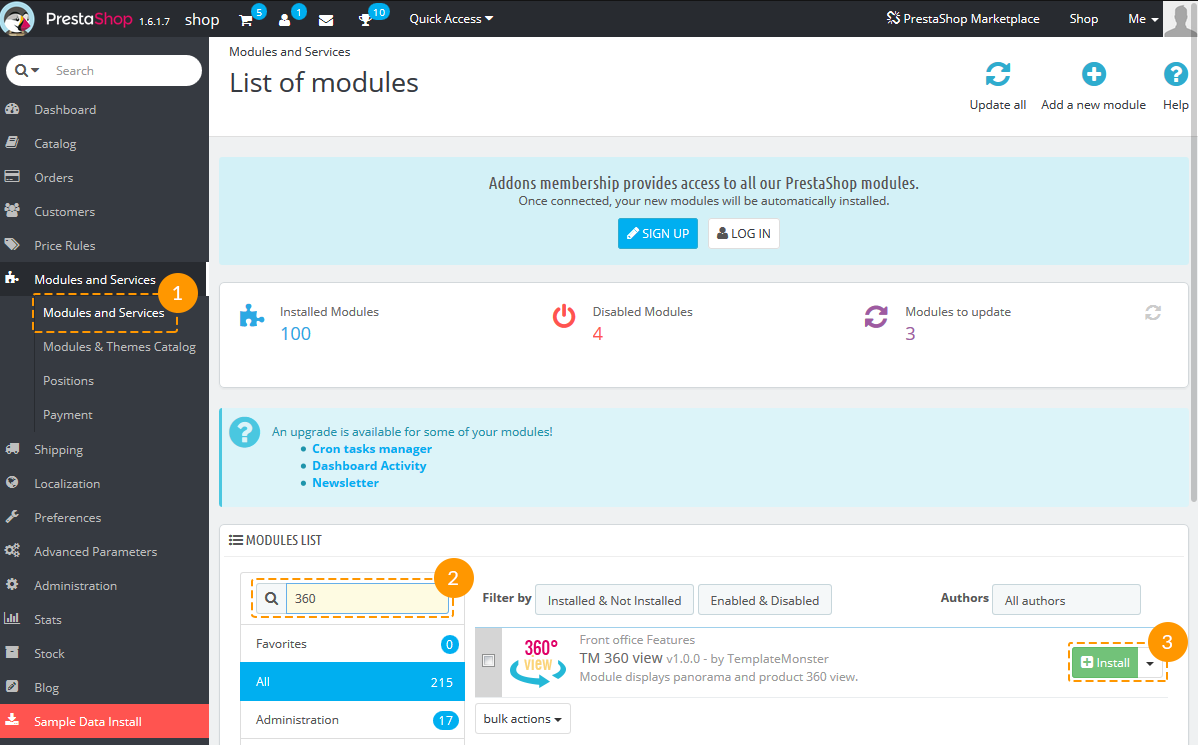 PrestaShop 1.6.1.7 shop 5 1 10 Quick Access PrestaShop Marketplace Shop Me
Search
Dashboard
Catalog
Orders
Customers
Price Rules
Modules and Services
1
Modules and Services
Modules & Themes Catalog
Positions
Payment
Shipping
Localization
Preferences
Advanced Parameters
Administration
Stats
Stock
Blog
Sample Data Install
Modules and Services
List of modules
Update all Add a new module Help
Addons membership provides access to all our PrestaShop modules.
Once connected, your new modules will be automatically installed.
SIGN UP LOG IN
Installed Modules
100
Disabled Modules
4
Modules to update
3
An upgrade is available for some of your modules!
Cron tasks manager
Dashboard Activity
Newsletter
MODULES LIST
2
360
Favorites 0
All 215
Administration 17
Filter by Installed & Not Installed Enabled & Disabled Authors All authors
360°
view
Front office Features
TM 360 view v1.0.0 - by TemplateMonster
Module displays panorama and product 360 view.
3
Install
bulk actions